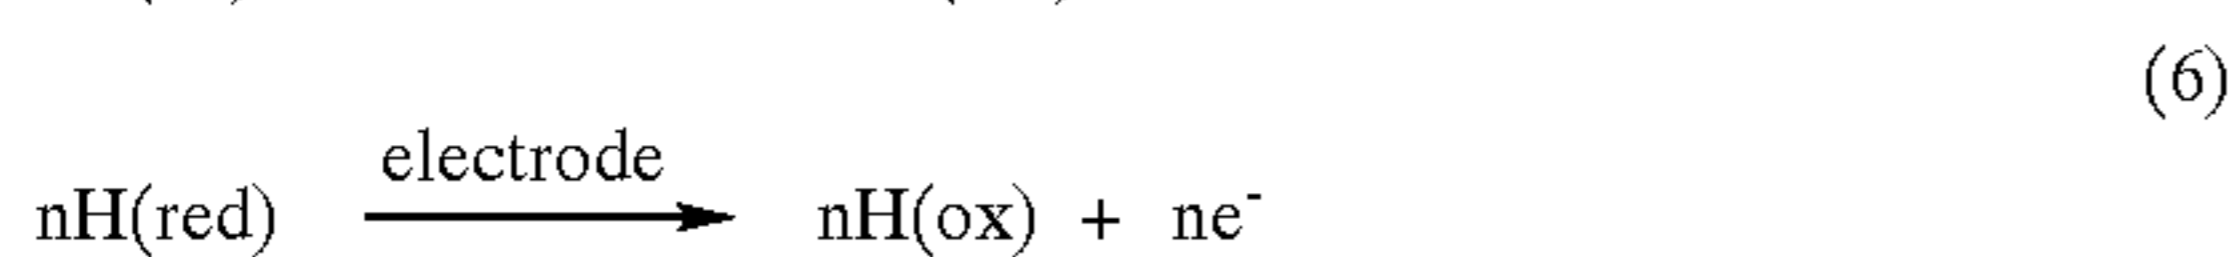 (6)
electrode
nH(red) ⟶ nH(ox) + ne⁻